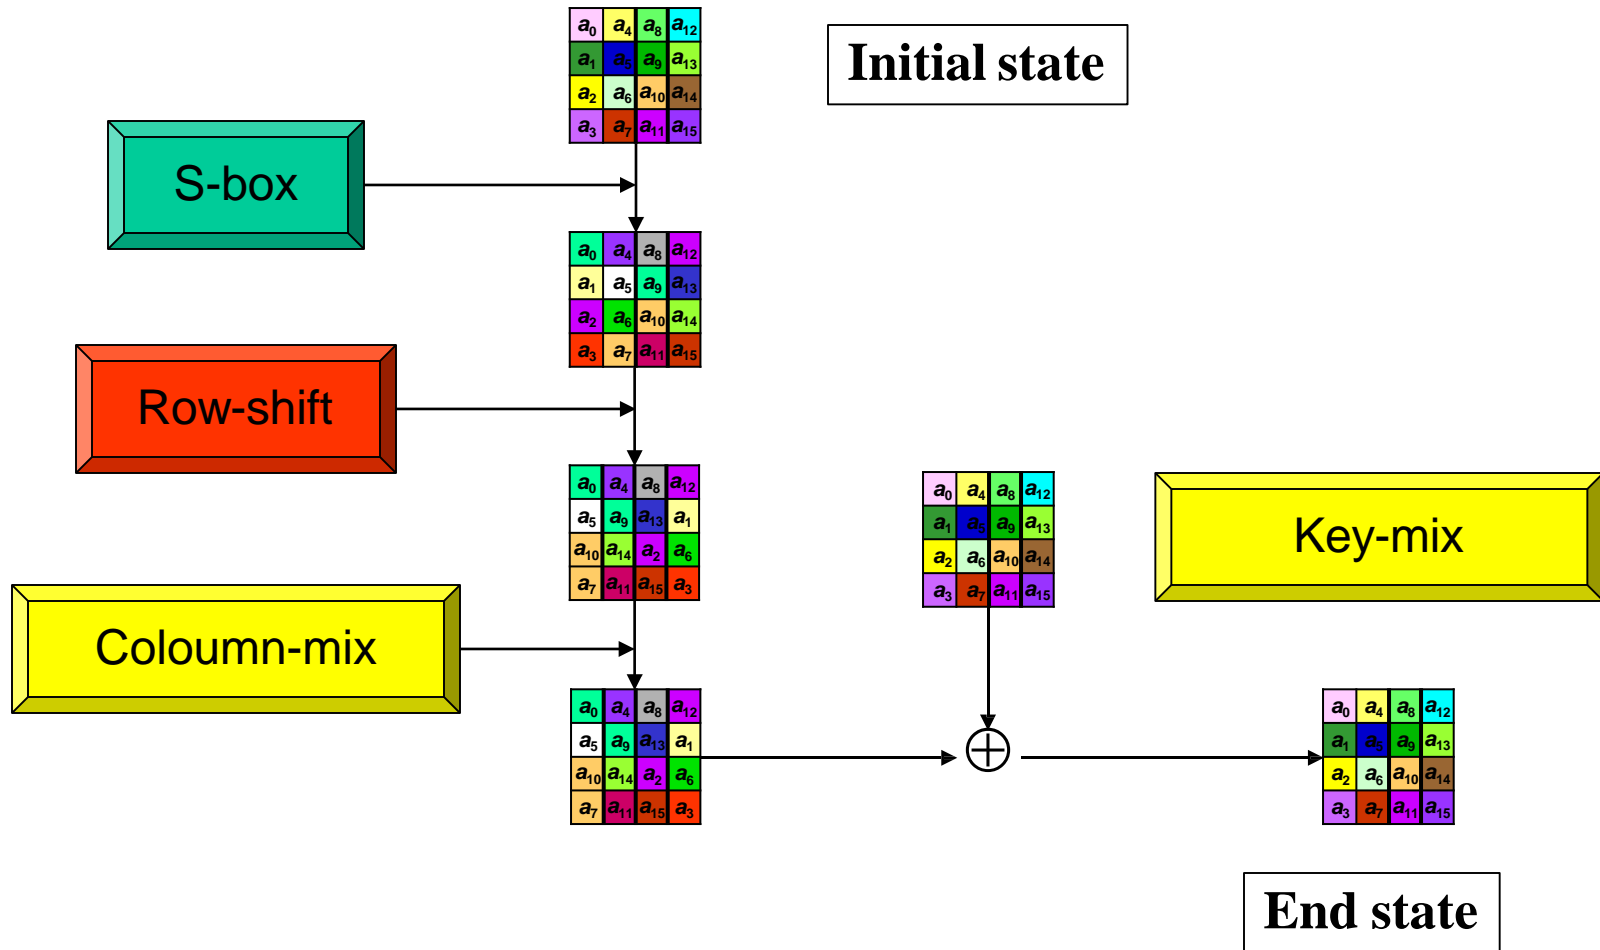 a0 a4 a8 a12
a1 a5 a9 a13
a2 a6 a10 a14
a3 a7 a11 a15
Initial state
S-box
a0 a4 a8 a12
a1 a5 a9 a13
a2 a6 a10 a14
a3 a7 a11 a15
Row-shift
a0 a4 a8 a12
a5 a9 a13 a1
a10 a14 a2 a6
a7 a11 a15 a3
a0 a4 a8 a12
a1 a5 a9 a13
a2 a6 a10 a14
a3 a7 a11 a15
Key-mix
Coloumn-mix
a0 a4 a8 a12
a5 a9 a13 a1
a10 a14 a2 a6
a7 a11 a15 a3
a0 a4 a8 a12
a1 a5 a9 a13
a2 a6 a10 a14
a3 a7 a11 a15
End state